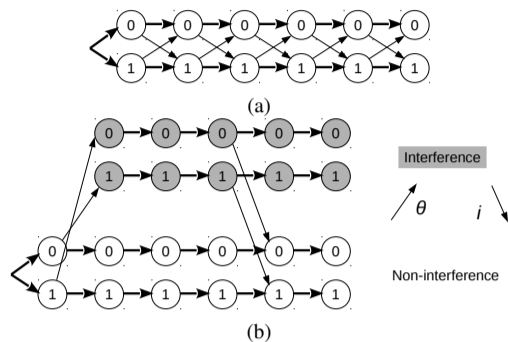 0 0 0 0 0 0
1 1 1 1 1 1
(a)
0 0 0 0 0
1 1 1 1 1
Interference
θ i
0 0 0 0 0 0
Non-interference
1 1 1 1 1 1
(b)